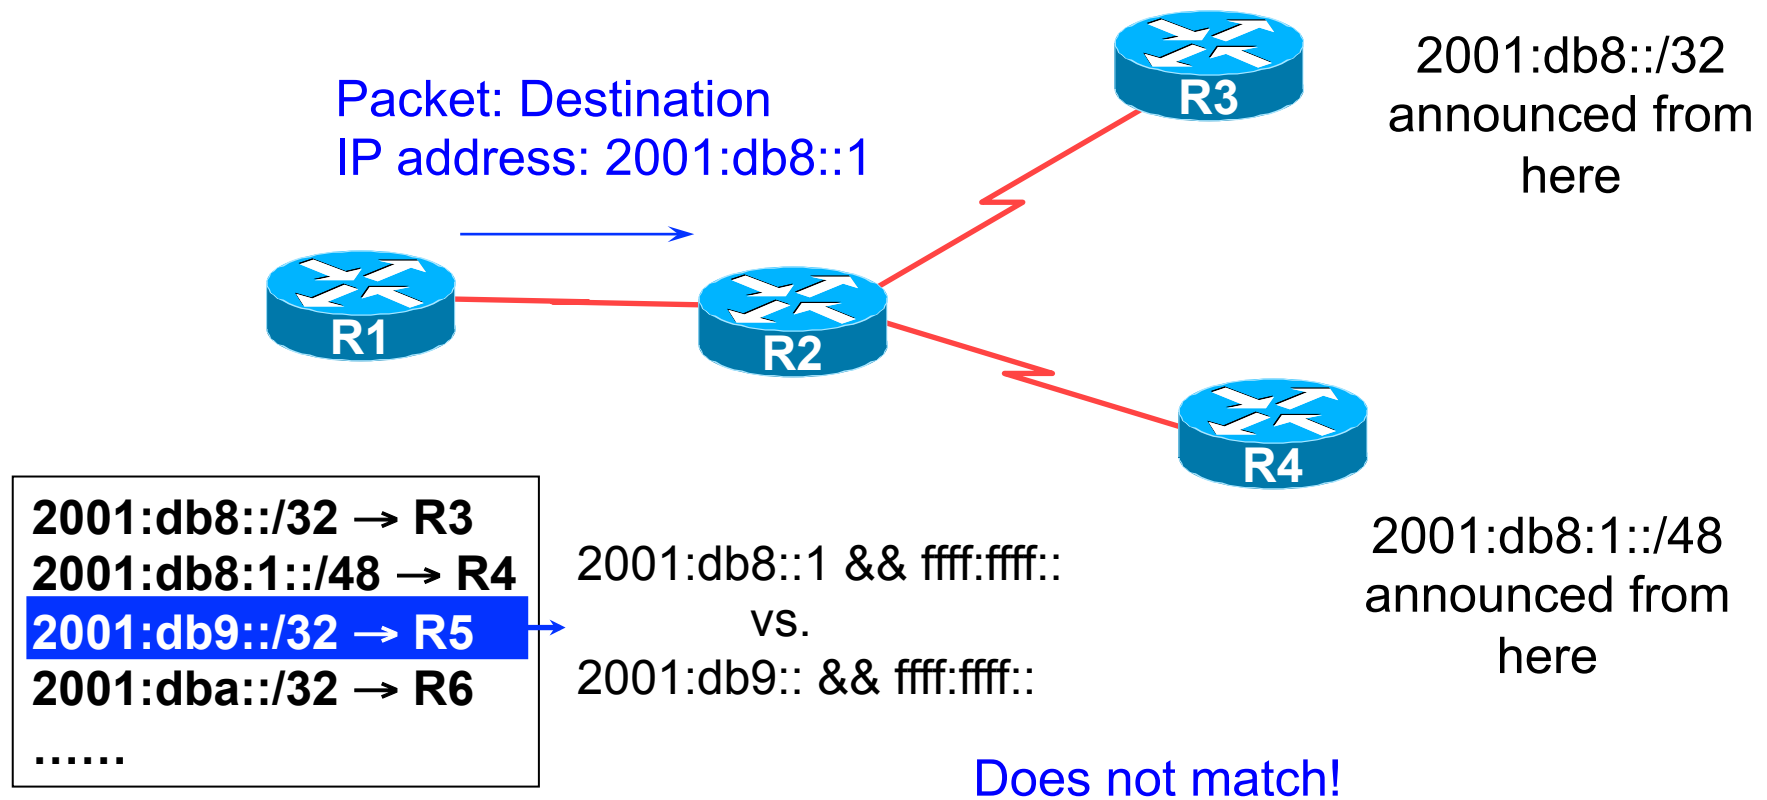 Packet: Destination
IP address: 2001:db8::1
R3
2001:db8::/32
announced from
here
R1
R2
R4
2001:db8:1::/48
announced from
here
2001:db8::/32 → R3
2001:db8:1::/48 → R4
2001:db9::/32 → R5
2001:dba::/32 → R6
......
2001:db8::1 && ffff:ffff::
vs.
2001:db9:: && ffff:ffff::
Does not match!